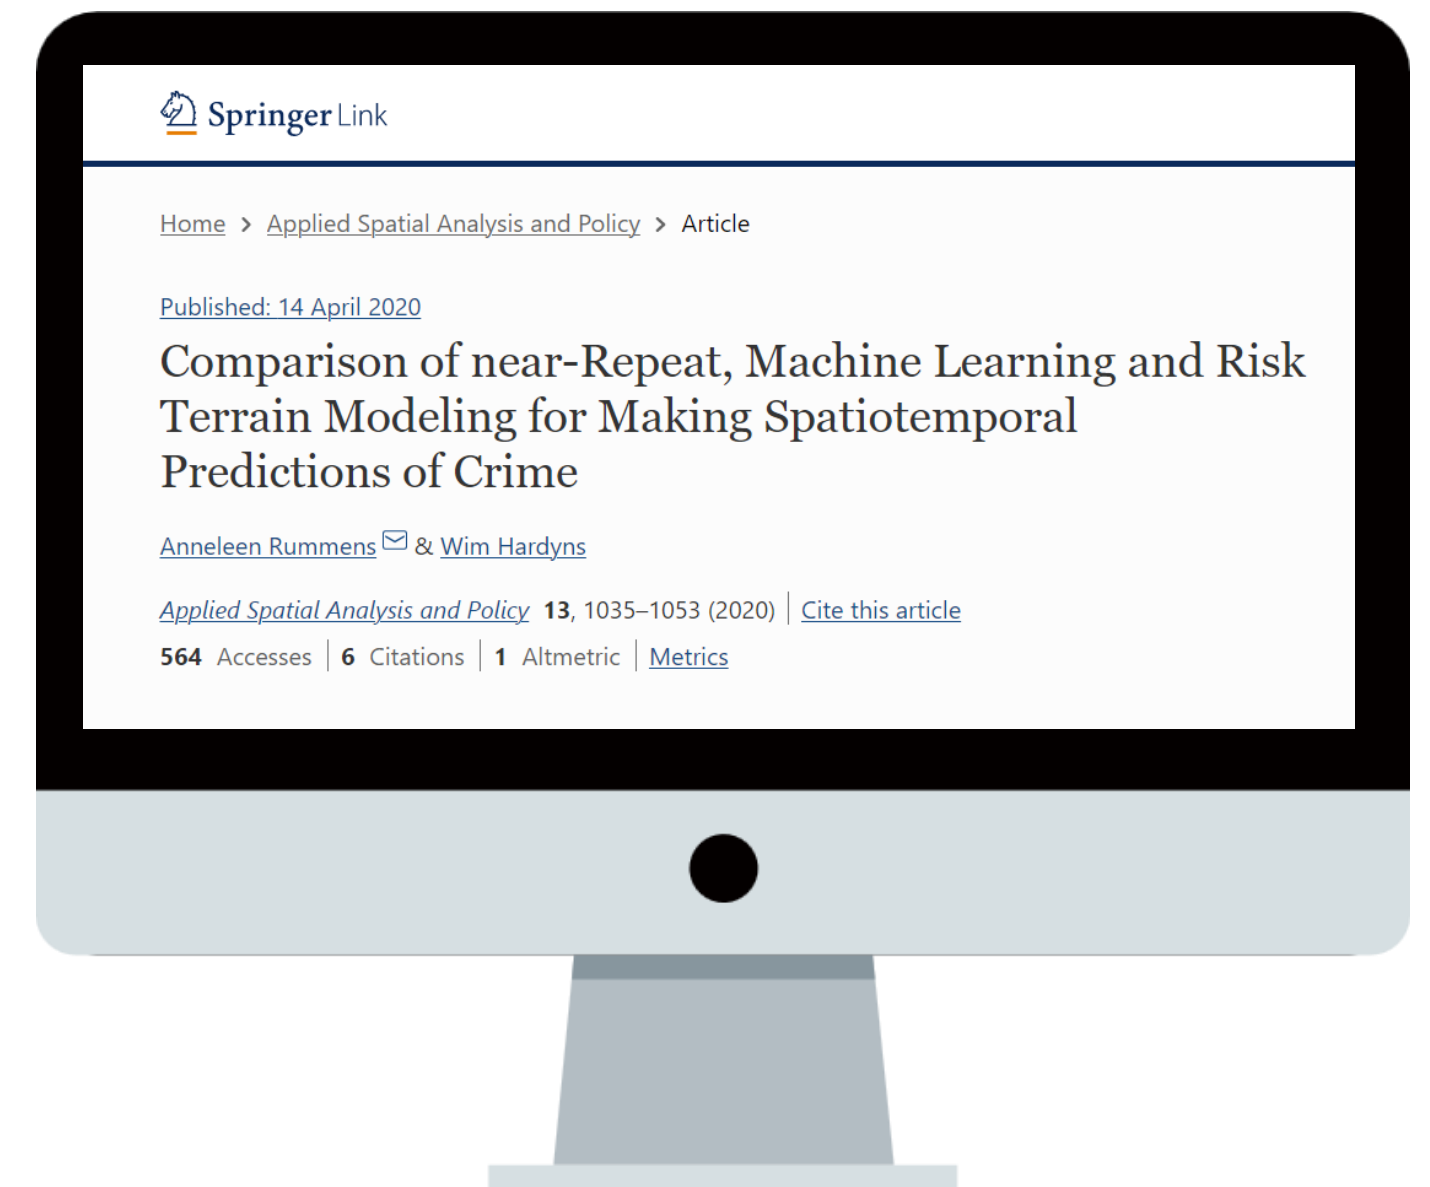 Springer Link
Home > Applied Spatial Analysis and Policy > Article
Published: 14 April 2020
Comparison of near-Repeat, Machine Learning and Risk
Terrain Modeling for Making Spatiotemporal
Predictions of Crime
Anneleen Rummens & Wim Hardyns
Applied Spatial Analysis and Policy 13, 1035–1053 (2020) | Cite this article
564 Accesses | 6 Citations | 1 Altmetric | Metrics